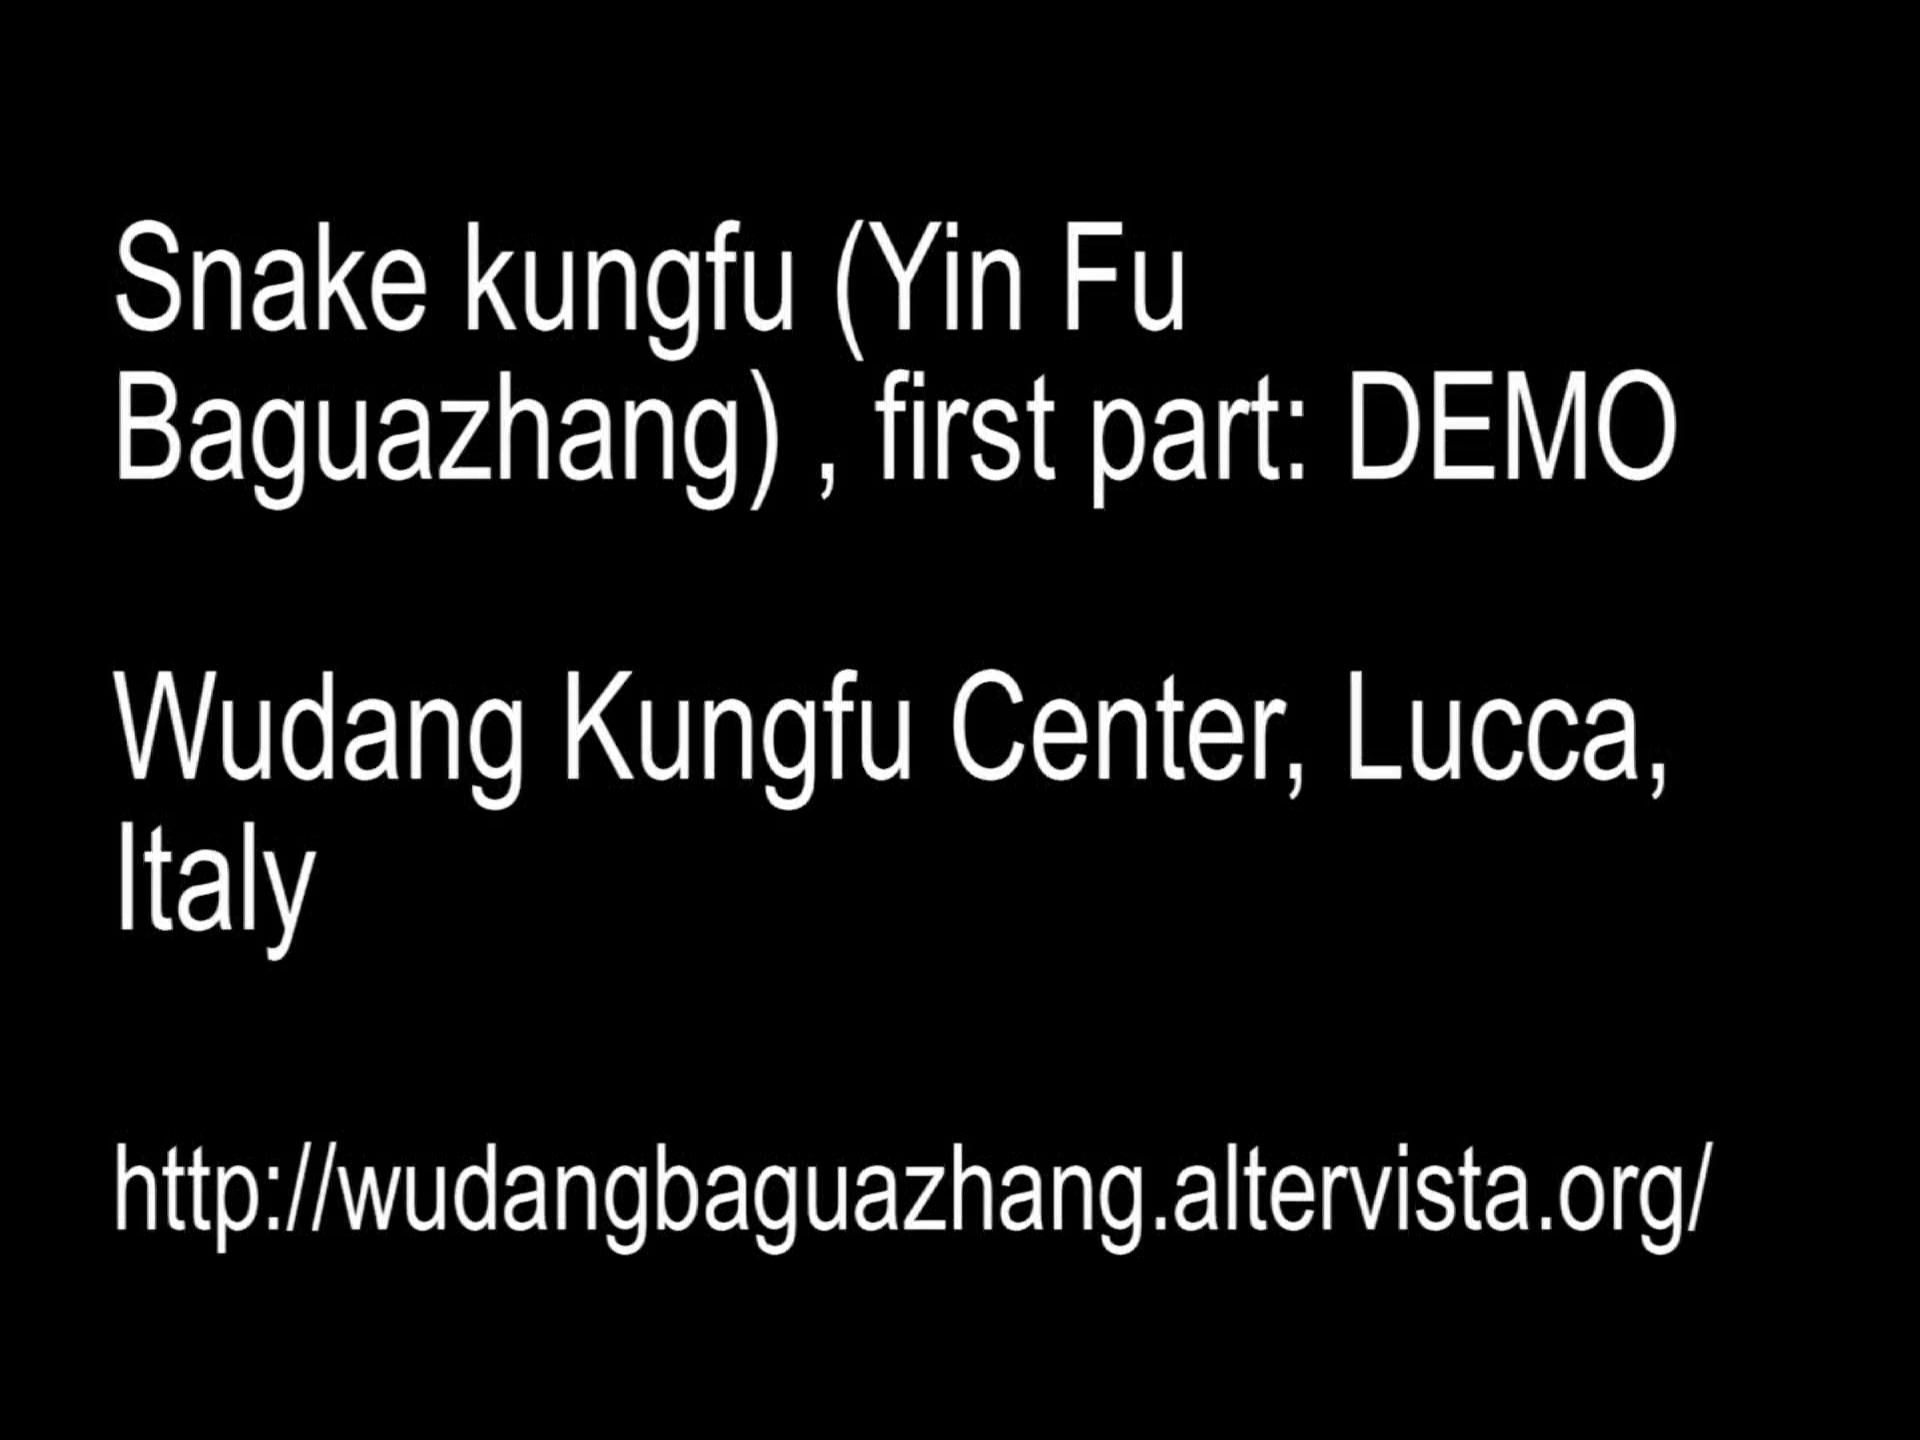 Snake kungfu (Yin Fu
Baguazhang) , first part: DEMO
Wudang Kungfu Center, Lucca,
Italy
http://wudangbaguazhang.altervista.org/